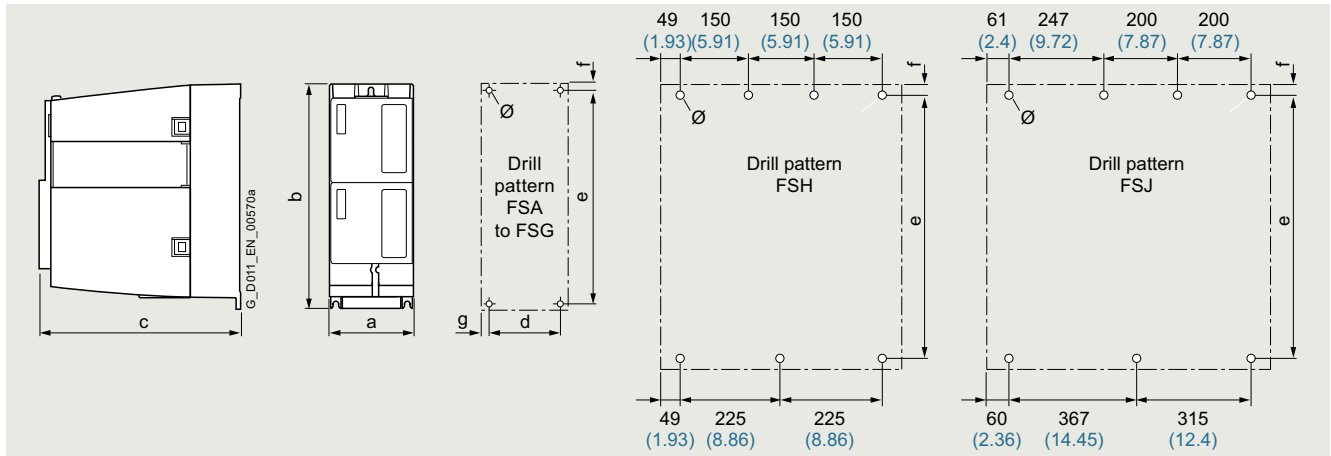 G_D011_EN_00570a
c
b
a
Ø
Drill
pattern
FSA
to FSG
f
e
g
d
49 150 150 150
(1.93) (5.91) (5.91) (5.91)
f
Ø
Drill pattern
FSH
e
49 225 225
(1.93) (8.86) (8.86)
61 247 200 200
(2.4) (9.72) (7.87) (7.87)
f
Ø
Drill pattern
FSJ
e
60 367 315
(2.36) (14.45) (12.4)